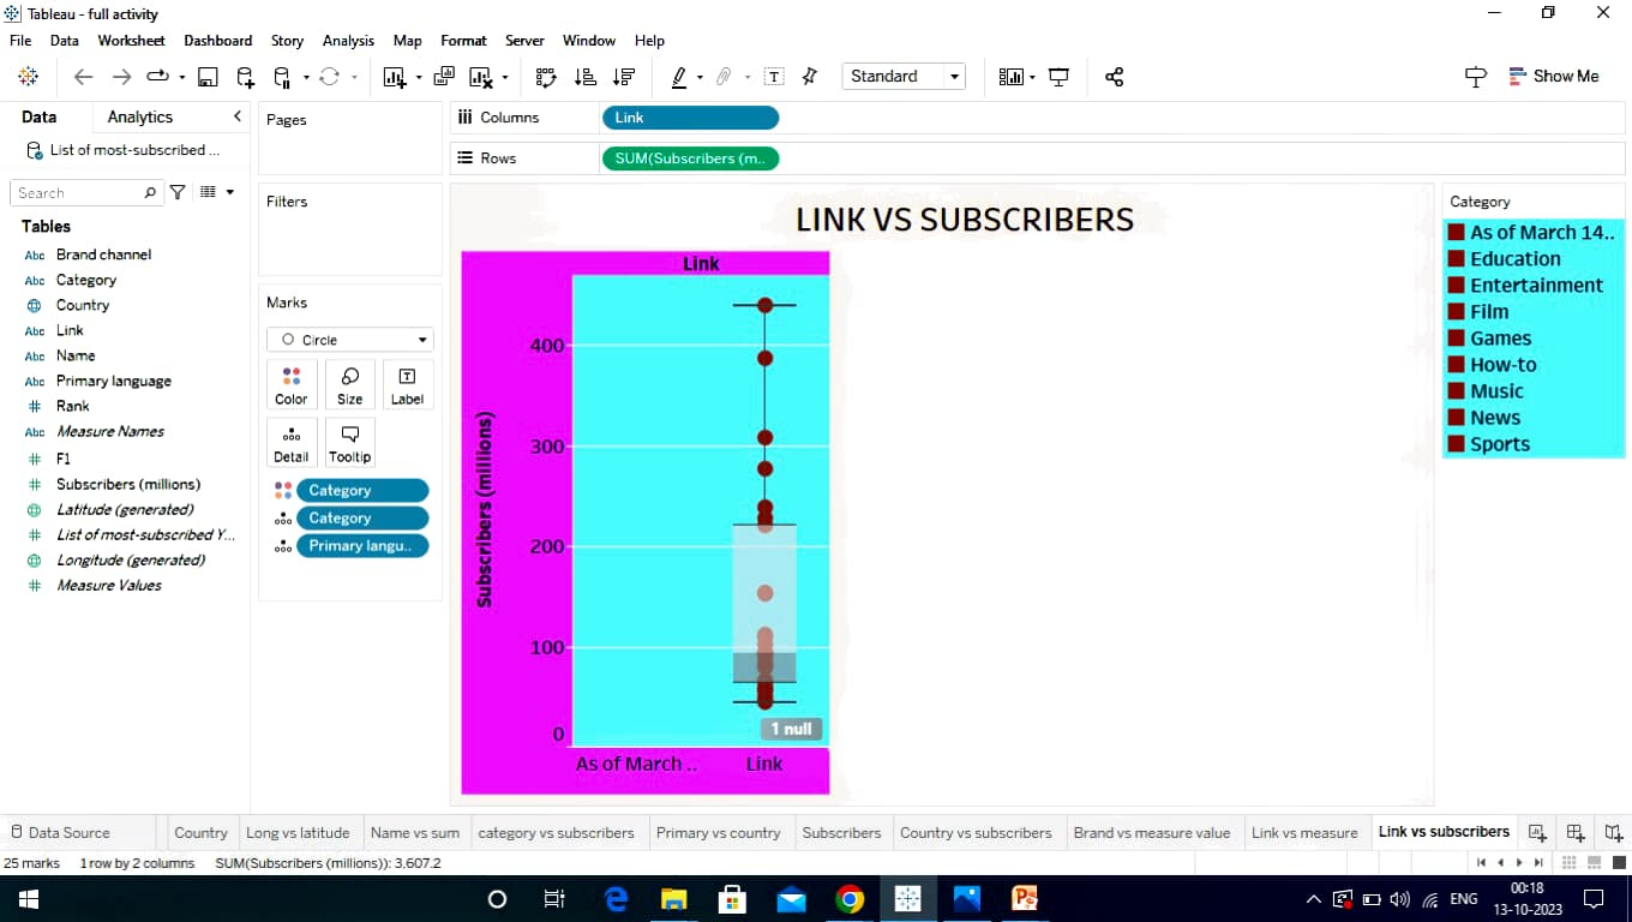 Tableau - full activity
File Data Worksheet Dashboard Story Analysis Map Format Server Window Help
Standard
Show Me
Data Analytics
List of most-subscribed ...
Search
Tables
Abc Brand channel
Abc Category
Country
Abc Link
Abc Name
Abc Primary language
# Rank
Abc Measure Names
# F1
# Subscribers (millions)
Latitude (generated)
# List of most-subscribed Y...
Longitude (generated)
# Measure Values
Pages
Filters
Marks
Circle
Color Size Label
Detail Tooltip
Category
Category
Primary langu..
Columns Link
Rows SUM(Subscribers (m..
LINK VS SUBSCRIBERS
Link
Subscribers (millions)
400
300
200
100
0
1 null
As of March .. Link
Category
As of March 14..
Education
Entertainment
Film
Games
How-to
Music
News
Sports
Data Source Country Long vs latitude Name vs sum category vs subscribers Primary vs country Subscribers Country vs subscribers Brand vs measure value Link vs measure Link vs subscribers
25 marks 1 row by 2 columns SUM(Subscribers (millions)): 3,607.2
ENG
00:18
13-10-2023